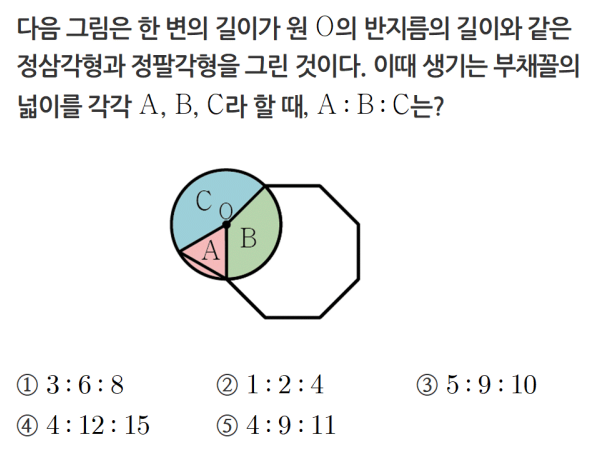 다음 그림은 한 변의 길이가 원 O의 반지름의 길이와 같은
정삼각형과 정팔각형을 그린 것이다. 이때 생기는 부채꼴의
넓이를 각각 A, B, C라 할 때, A : B : C는?
C
O
B
A
① 3 : 6 : 8 ② 1 : 2 : 4 ③ 5 : 9 : 10
④ 4 : 12 : 15 ⑤ 4 : 9 : 11